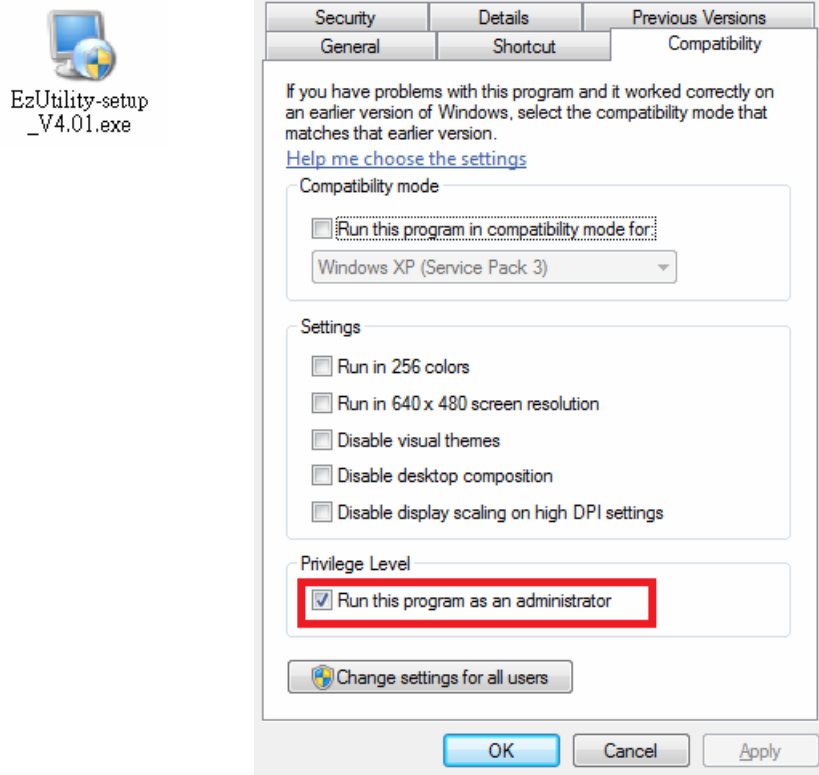 EzUtility-setup
_V4.01.exe
Security
Details
Previous Versions
General
Shortcut
Compatibility
If you have problems with this program and it worked correctly on
an earlier version of Windows, select the compatibility mode that
matches that earlier version.
Help me choose the settings
Compatibility mode
Run this program in compatibility mode for:
Windows XP (Service Pack 3)
Settings
Run in 256 colors
Run in 640 x 480 screen resolution
Disable visual themes
Disable desktop composition
Disable display scaling on high DPI settings
Privilege Level
Run this program as an administrator
Change settings for all users
OK
Cancel
Apply